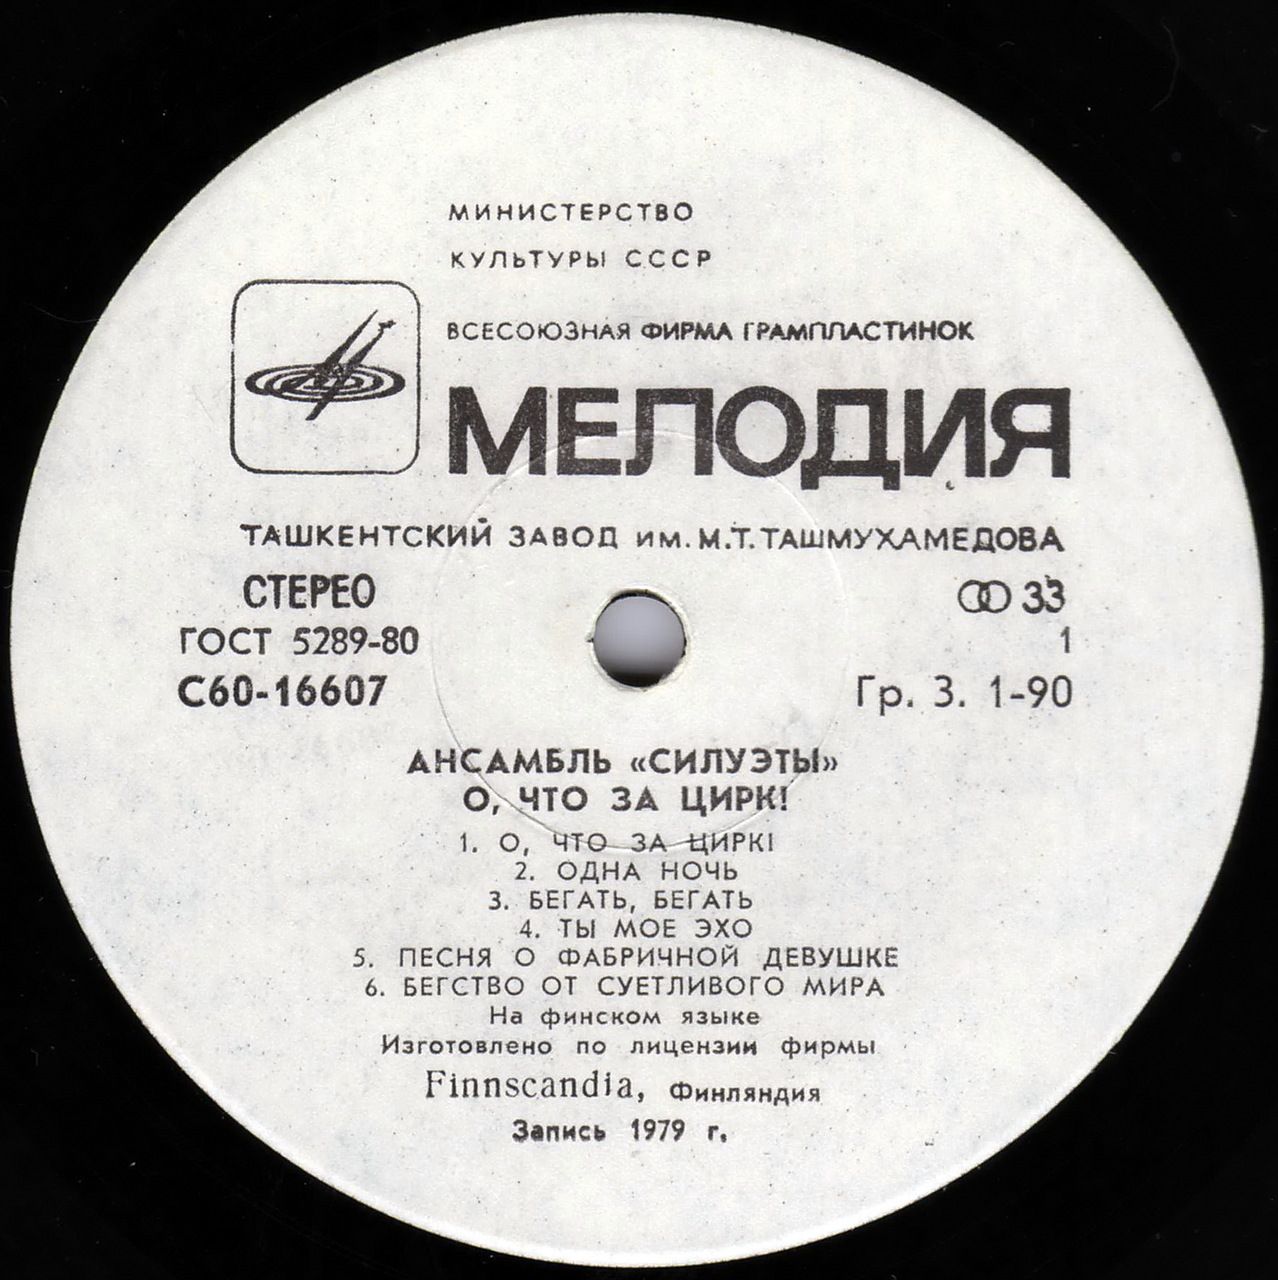 МИНИСТЕРСТВО
КУЛЬТУРЫ СССР
ВСЕСОЮЗНАЯ ФИРМА ГРАМПЛАСТИНОК
МЕЛОДИЯ
ТАШКЕНТСКИЙ ЗАВОД им. М.Т. ТАШМУХАМЕДОВА
СТЕРЕО 33
ГОСТ 5289-80 1
С60-16607 Гр. 3. 1-90
АНСАМБЛЬ «СИЛУЭТЫ»
О, ЧТО ЗА ЦИРК!
1. О, ЧТО ЗА ЦИРК!
2. ОДНА НОЧЬ
3. БЕГАТЬ, БЕГАТЬ
4. ТЫ МОЕ ЭХО
5. ПЕСНЯ О ФАБРИЧНОЙ ДЕВУШКЕ
6. БЕГСТВО ОТ СУЕТЛИВОГО МИРА
На финском языке
Изготовлено по лицензии фирмы
Finnscandia, Финляндия
Запись 1979 г.